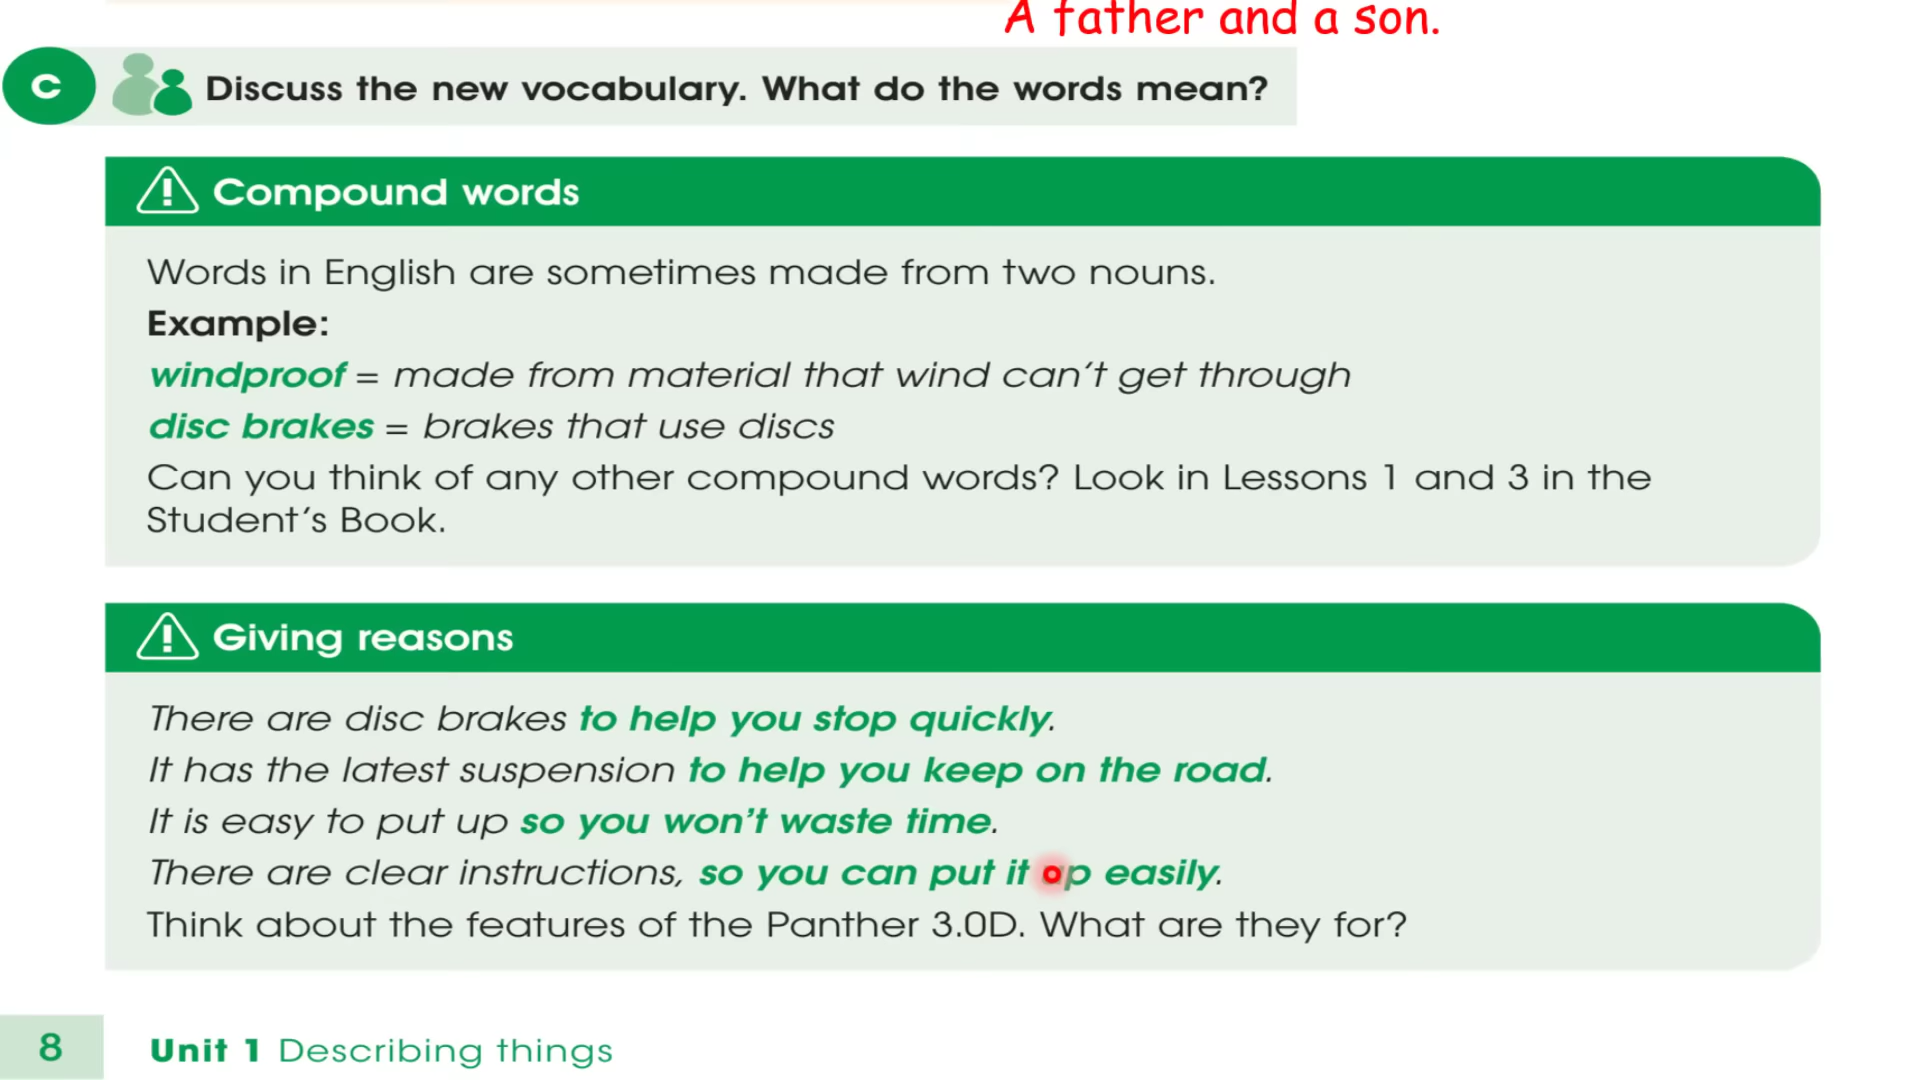 A father and a son.
C Discuss the new vocabulary. What do the words mean?
Compound words
Words in English are sometimes made from two nouns.
Example:
windproof = made from material that wind can't get through
disc brakes = brakes that use discs
Can you think of any other compound words? Look in Lessons 1 and 3 in the
Student's Book.
Giving reasons
There are disc brakes to help you stop quickly.
It has the latest suspension to help you keep on the road.
It is easy to put up so you won't waste time.
There are clear instructions, so you can put it up easily.
Think about the features of the Panther 3.0D. What are they for?
8 Unit 1 Describing things